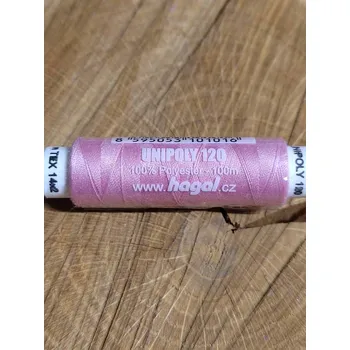 8 595053 101016
UNIPOLY 120
100% Polyester - 100m
www.hagal.cz